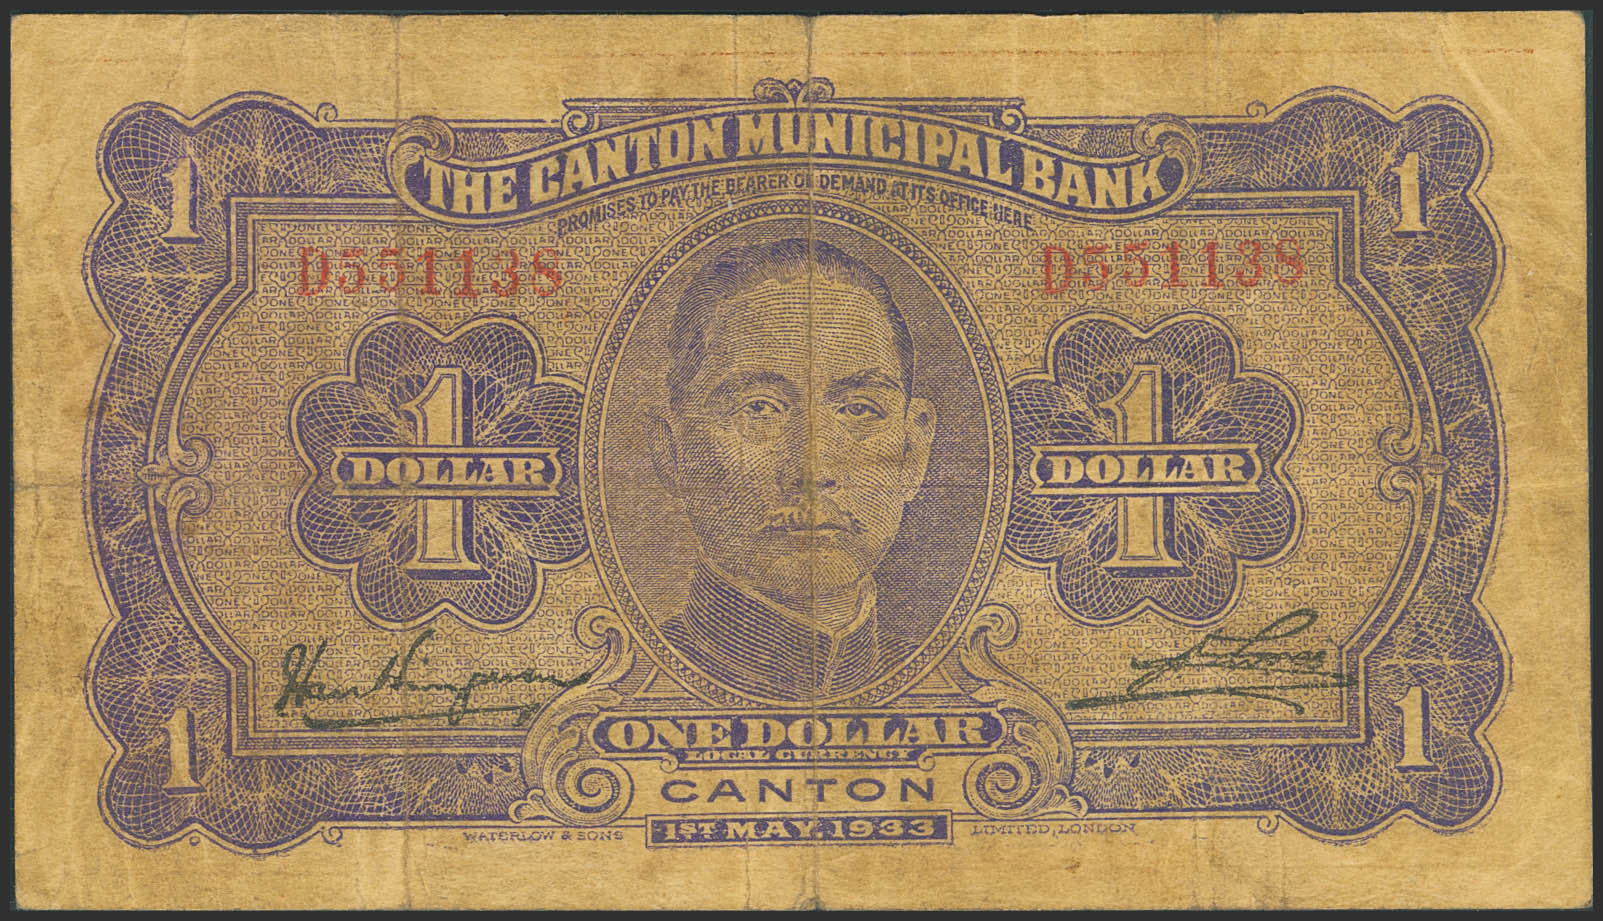 THE CANTON MUNICIPAL BANK
PROMISES TO PAY THE BEARER ON DEMAND AT ITS OFFICE HERE
1
1
D551138
D551138
1
DOLLAR
1
DOLLAR
1
1
ONE DOLLAR
LOCAL CURRENCY
CANTON
1ST MAY. 1933
WATERLOW & SONS LIMITED, LONDON